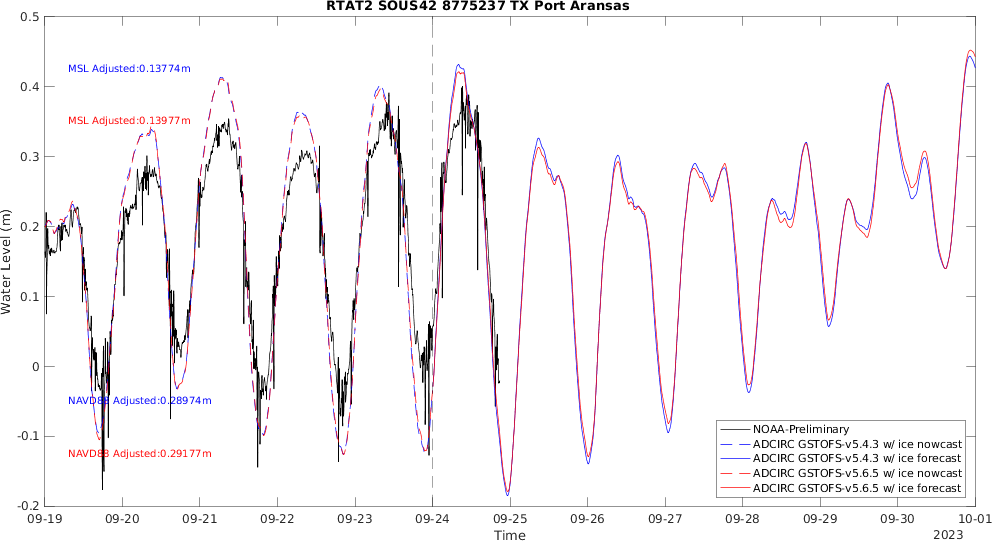 RTAT2 SOUS42 8775237 TX Port Aransas
0.5
0.4
0.3
0.2
0.1
0
-0.1
-0.2
Water Level (m)
MSL Adjusted:0.13774m
MSL Adjusted:0.13977m
NAVD88 Adjusted:0.28974m
NAVD88 Adjusted:0.29177m
NOAA-Preliminary
ADCIRC GSTOFS-v5.4.3 w/ ice nowcast
ADCIRC GSTOFS-v5.4.3 w/ ice forecast
ADCIRC GSTOFS-v5.6.5 w/ ice nowcast
ADCIRC GSTOFS-v5.6.5 w/ ice forecast
09-19 09-20 09-21 09-22 09-23 09-24 09-25 09-26 09-27 09-28 09-29 09-30 10-01
Time
2023